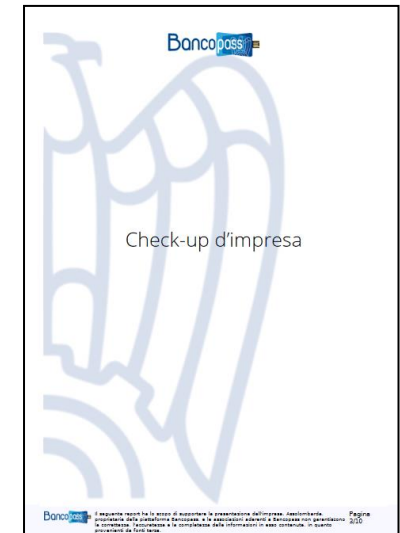 Bancopass
Check-up d'impresa
Bancopass
Il seguente report ha lo scopo di supportare la presentazione dell'impresa. Assolombarda,
proprietaria della piattaforma Bancopass, e le associazioni aderenti a Bancopass non garantiscono
la correttezza, l'accuratezza e la completezza delle informazioni in esso contenute, in quanto
provenienti da fonti terze.
Pagina
2/10